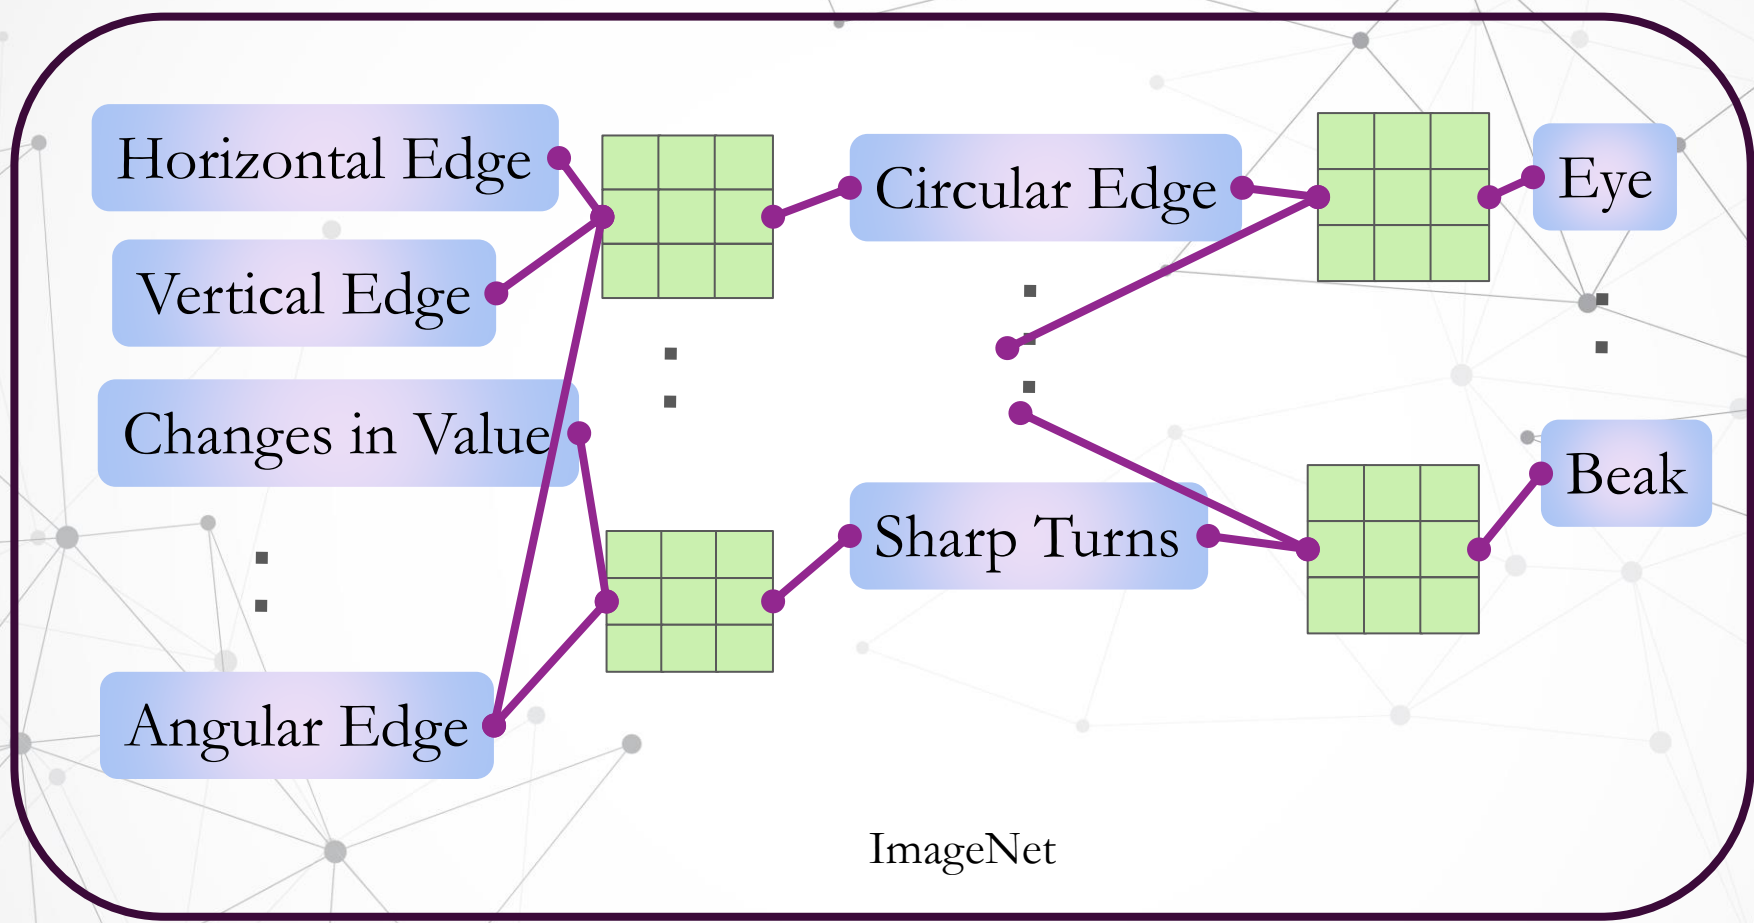 Horizontal Edge
Vertical Edge
Changes in Value
Angular Edge
Circular Edge
Sharp Turns
Eye
Beak
ImageNet